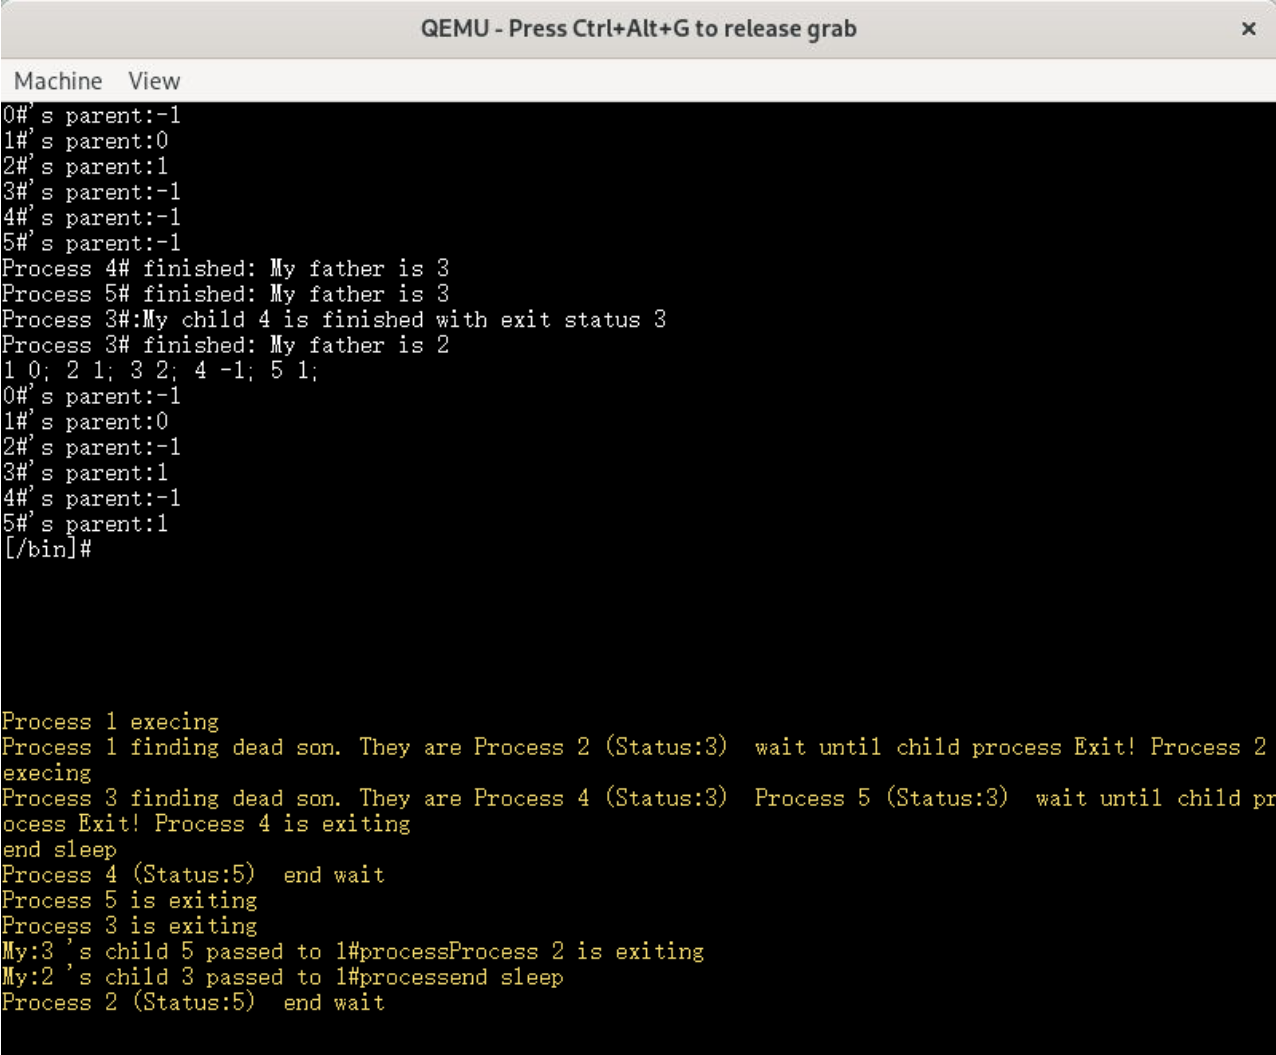 QEMU - Press Ctrl+Alt+G to release grab
×
Machine View
0#'s parent:-1
1#'s parent:0
2#'s parent:1
3#'s parent:-1
4#'s parent:-1
5#'s parent:-1
Process 4# finished: My father is 3
Process 5# finished: My father is 3
Process 3#:My child 4 is finished with exit status 3
Process 3# finished: My father is 2
1 0; 2 1; 3 2; 4 -1; 5 1;
0#'s parent:-1
1#'s parent:0
2#'s parent:-1
3#'s parent:1
4#'s parent:-1
5#'s parent:1
[/bin]#
Process 1 execing
Process 1 finding dead son. They are Process 2 (Status:3)  wait until child process Exit! Process 2
execing
Process 3 finding dead son. They are Process 4 (Status:3)  Process 5 (Status:3)  wait until child pr
ocess Exit! Process 4 is exiting
end sleep
Process 4 (Status:5)  end wait
Process 5 is exiting
Process 3 is exiting
My:3 's child 5 passed to 1#processProcess 2 is exiting
My:2 's child 3 passed to 1#processend sleep
Process 2 (Status:5)  end wait